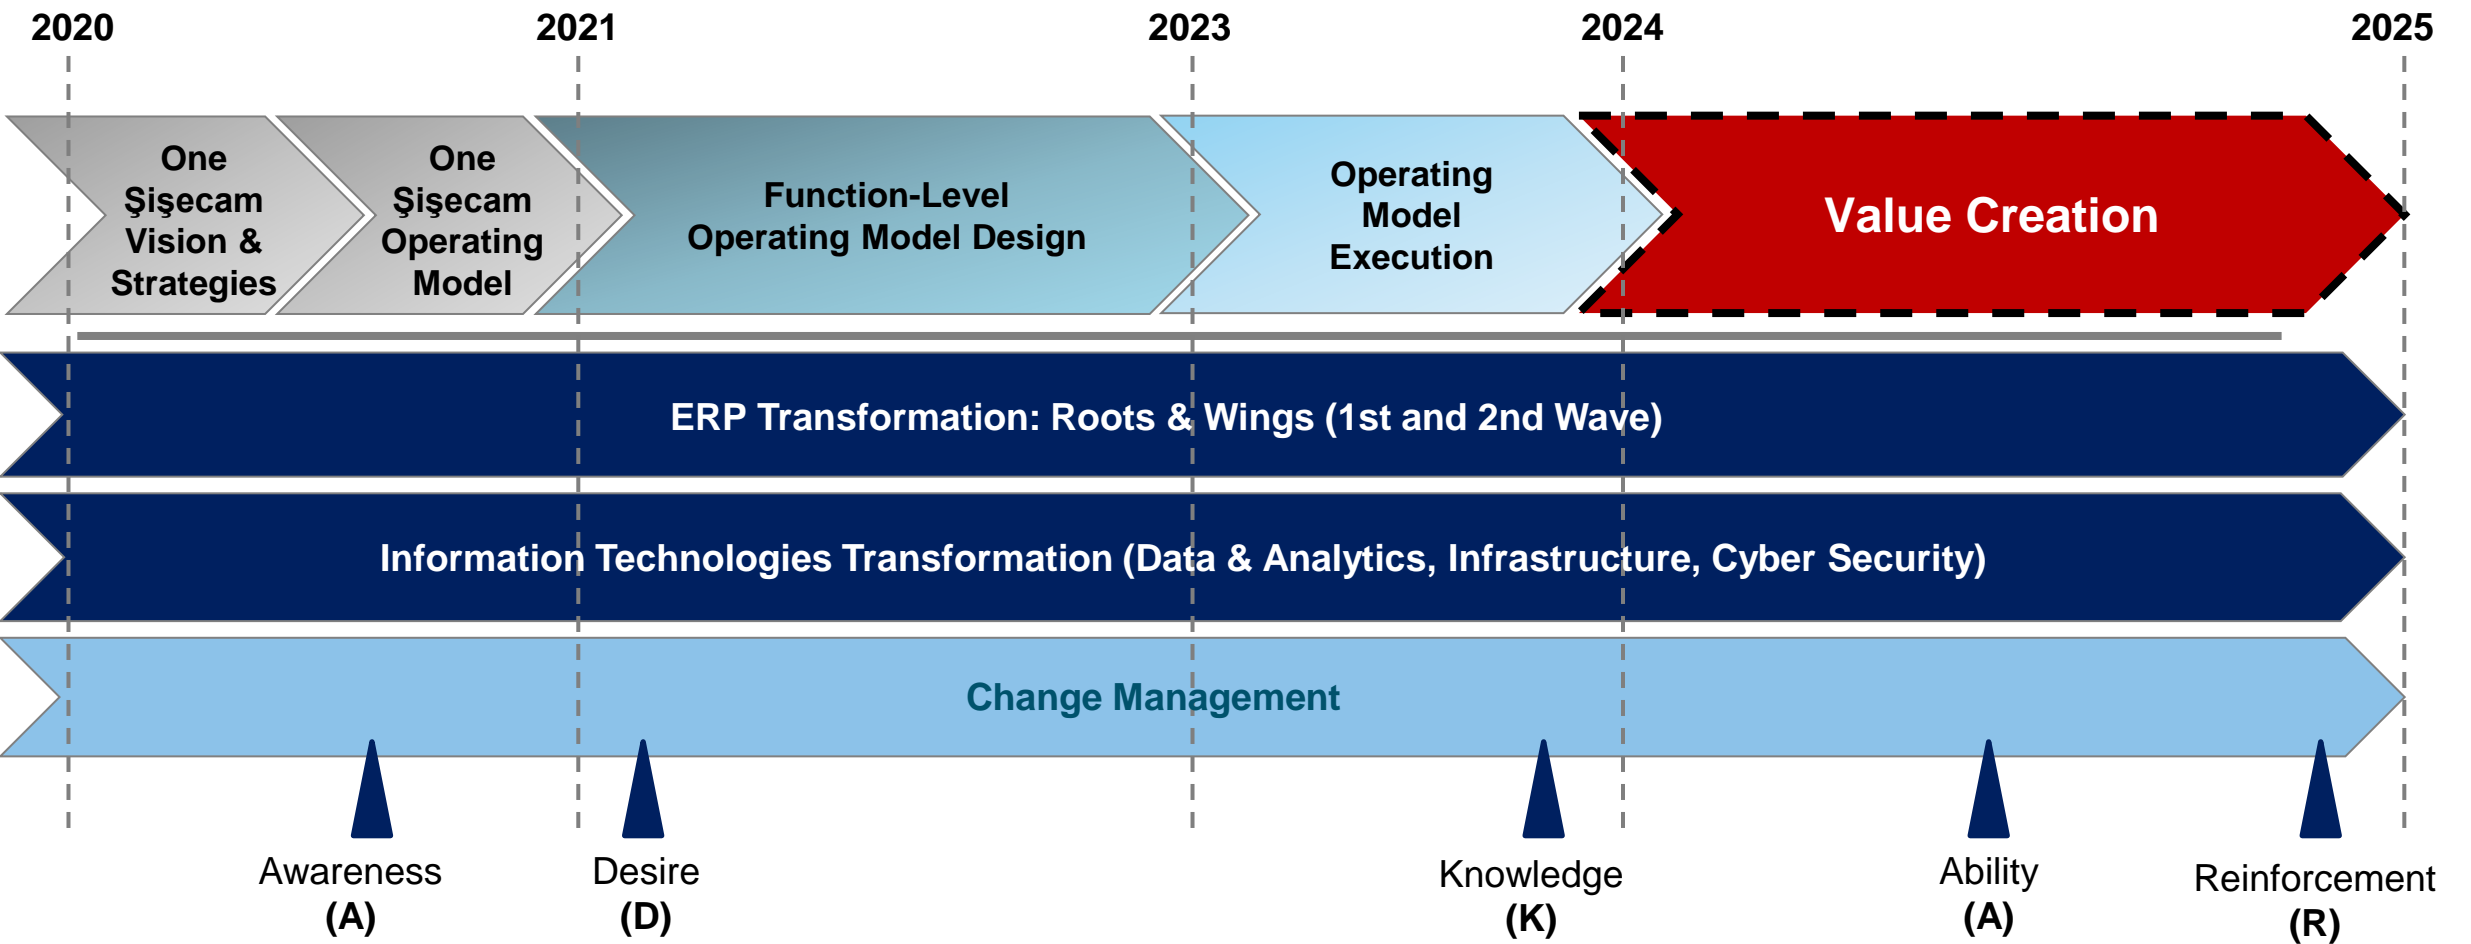 2020
2021
2023
2024
2025
One
Şişecam
Vision &
Strategies
One
Şişecam
Operating
Model
Function-Level
Operating Model Design
Operating
Model
Execution
Value Creation
ERP Transformation: Roots & Wings (1st and 2nd Wave)
Information Technologies Transformation (Data & Analytics, Infrastructure, Cyber Security)
Change Management
Awareness
(A)
Desire
(D)
Knowledge
(K)
Ability
(A)
Reinforcement
(R)